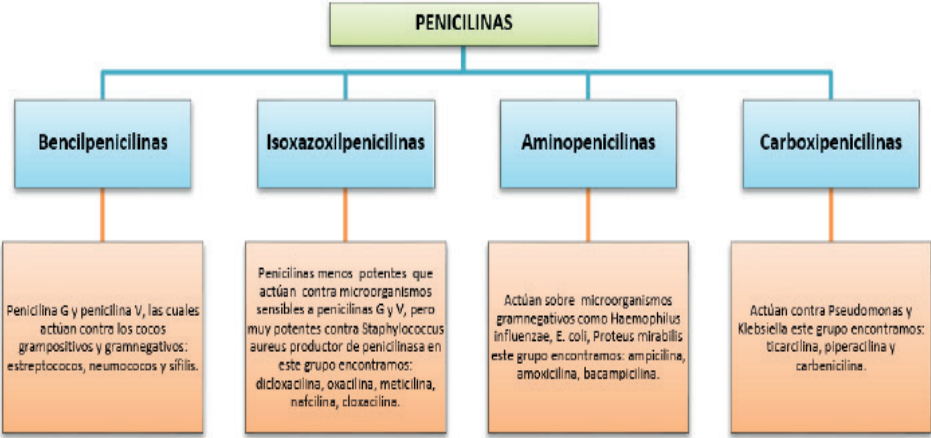 PENICILINAS
Bencilpenicilinas
Isoxazoxilpenicilinas
Aminopenicilinas
Carboxipenicilinas
Penicilina G y penicilina V, las cuales
actúan contra los cocos
grampositivos y gramnegativos:
estreptococos, neumococos y sífilis.
Penicilinas menos potentes que
actúan contra microorganismos
sensibles a penicilinas G y V, pero
muy potentes contra Staphylococcus
aureus productor de penicilinasa en
este grupo encontramos:
dicloxacilina, oxacilina, meticilina,
nafcilina, cloxacilina.
Actúan sobre microorganismos
gramnegativos como Haemophilus
influenzae, E. coli, Proteus mirabilis
este grupo encontramos: ampicilina,
amoxicilina, bacampicilina.
Actúan contra Pseudomonas y
Klebsiella este grupo encontramos:
ticarcilina, piperacilina y
carbenicilina.